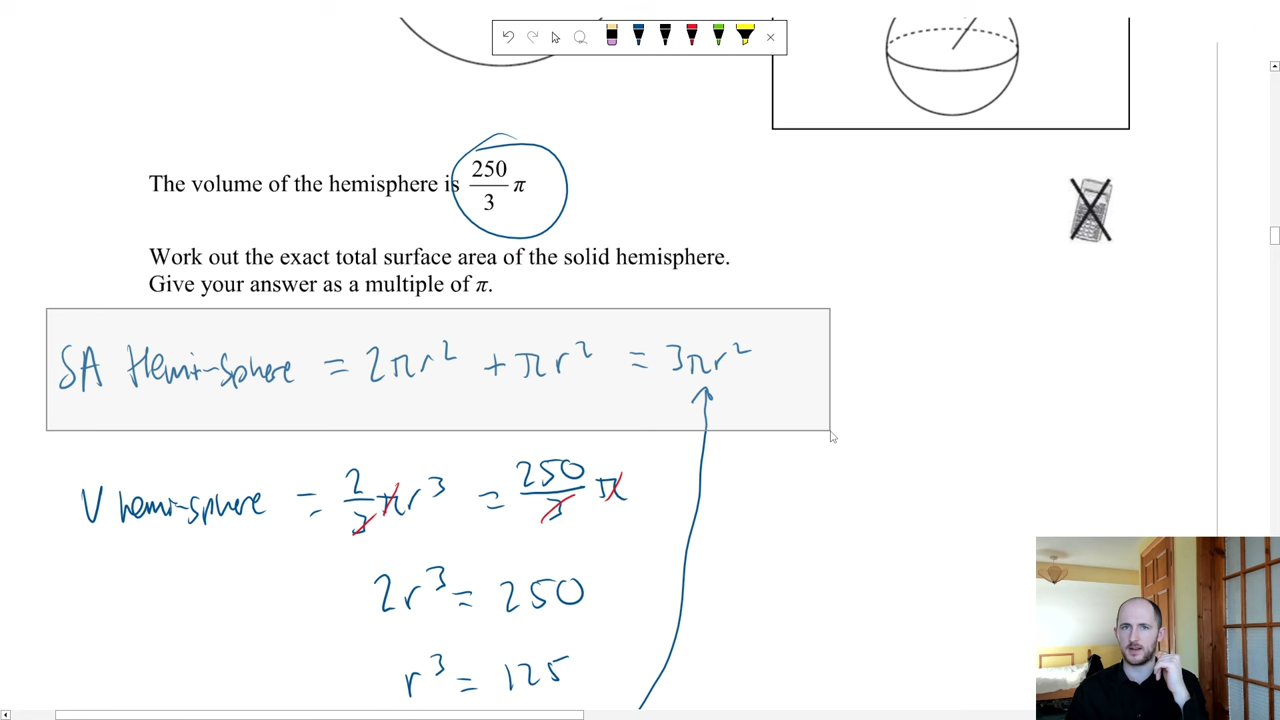 The volume of the hemisphere is 250/3 π
Work out the exact total surface area of the solid hemisphere.
Give your answer as a multiple of π.
SA Hemi-Sphere = 2πr² + πr² = 3πr²
V hemi-sphere = 2/3 πr³ = 250/3 π
2r³ = 250
r³ = 125